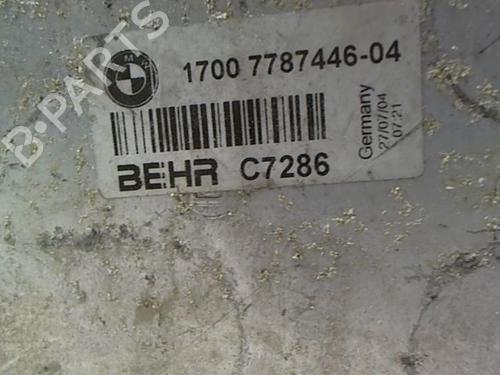 BMW
1700 7787446-04
BEHR C7286
Germany
27/07/04
07:21
B-PARTS